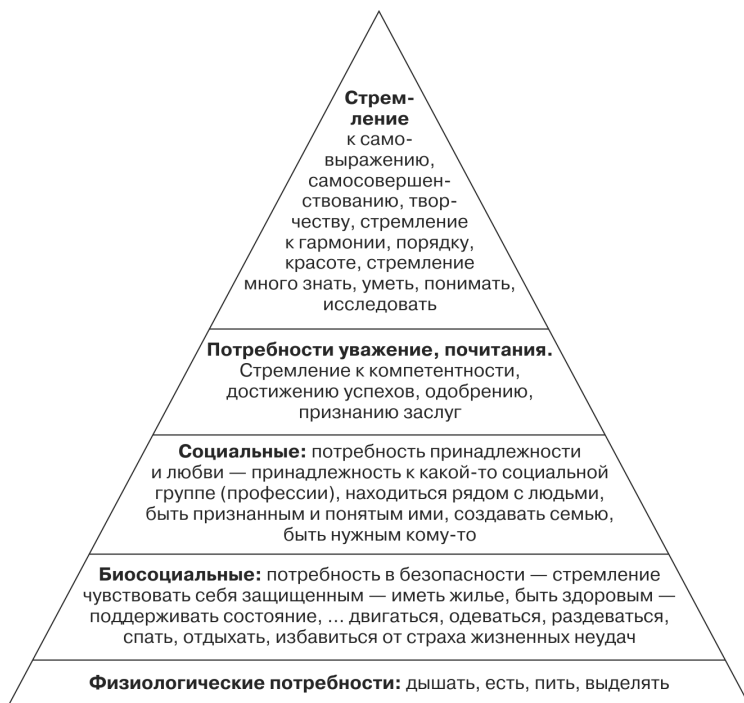 Стрем-
ление
к само-
выражению,
самосовершен-
ствованию, твор-
честву, стремление
к гармонии, порядку,
красоте, стремление
много знать, уметь, понимать,
исследовать
Потребности уважение, почитания.
Стремление к компетентности,
достижению успехов, одобрению,
признанию заслуг
Социальные: потребность принадлежности
и любви — принадлежность к какой-то социальной
группе (профессии), находиться рядом с людьми,
быть признанным и понятым ими, создавать семью,
быть нужным кому-то
Биосоциальные: потребность в безопасности — стремление
чувствовать себя защищенным — иметь жилье, быть здоровым —
поддерживать состояние, ... двигаться, одеваться, раздеваться,
спать, отдыхать, избавиться от страха жизненных неудач
Физиологические потребности: дышать, есть, пить, выделять